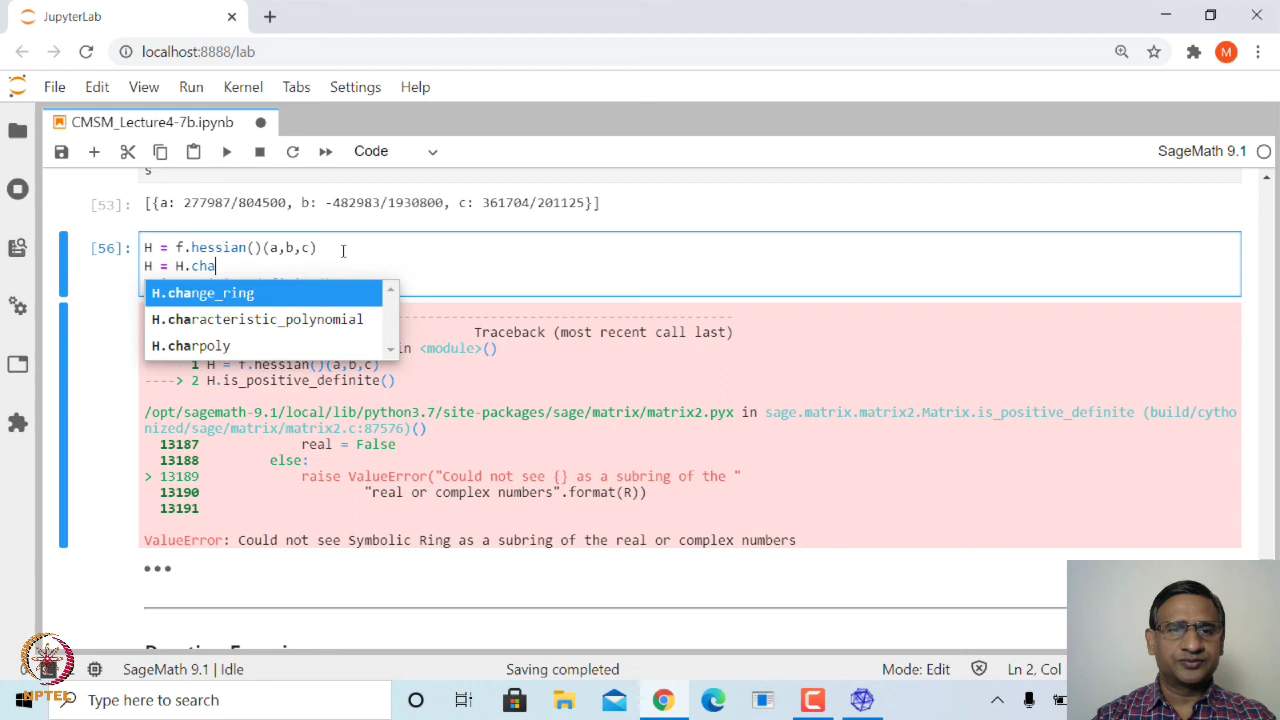 JupyterLab
localhost:8888/lab
M
File Edit View Run Kernel Tabs Settings Help
CMSM_Lecture4-7b.ipynb
Code
SageMath 9.1
s
[53]: [{a: 277987/804500, b: -482983/1930800, c: 361704/201125}]
[56]: H = f.hessian()(a,b,c)
H = H.cha
H.change_ring
H.characteristic_polynomial
H.charpoly
Traceback (most recent call last)
in <module>()
1 H = f.hessian()(a,b,c)
----> 2 H.is_positive_definite()
/opt/sagemath-9.1/local/lib/python3.7/site-packages/sage/matrix/matrix2.pyx in sage.matrix.matrix2.Matrix.is_positive_definite (build/cytho
nized/sage/matrix/matrix2.c:87576)()
13187 real = False
13188 else:
> 13189 raise ValueError("Could not see {} as a subring of the "
13190 "real or complex numbers".format(R))
13191
ValueError: Could not see Symbolic Ring as a subring of the real or complex numbers
SageMath 9.1 | Idle
Saving completed
Mode: Edit
Ln 2, Col
NPTEL
Type here to search